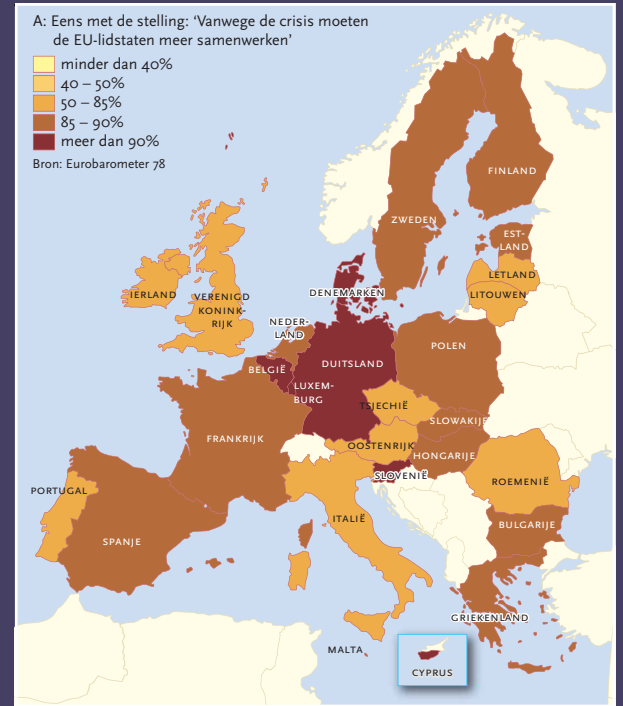 A: Eens met de stelling: ‘Vanwege de crisis moeten
de EU-lidstaten meer samenwerken’
minder dan 40%
40 – 50%
50 – 85%
85 – 90%
meer dan 90%
Bron: Eurobarometer 78
FINLAND
ZWEDEN
EST-
LAND
LETLAND
LITOUWEN
DENEMARKEN
IERLAND
VERENIGD
KONINK-
RIJK
NEDER-
LAND
POLEN
BELGIË
DUITSLAND
LUXEM-
BURG
TSJECHIË
SLOWAKIJE
FRANKRIJK
OOSTENRIJK
HONGARIJE
SLOVENIË
ROEMENIË
PORTUGAL
ITALIË
BULGARIJE
SPANJE
GRIEKENLAND
MALTA
CYPRUS